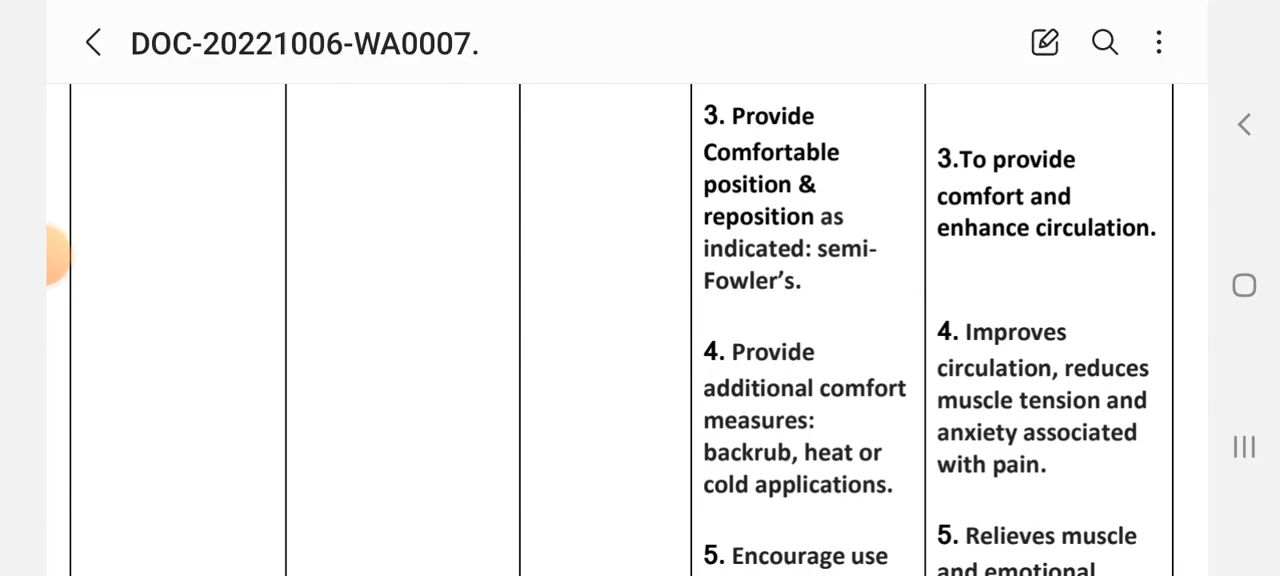 DOC-20221006-WA0007.
3. Provide
Comfortable
position &
reposition as
indicated: semi-
Fowler’s.
4. Provide
additional comfort
measures:
backrub, heat or
cold applications.
5. Encourage use
3.To provide
comfort and
enhance circulation.
4. Improves
circulation, reduces
muscle tension and
anxiety associated
with pain.
5. Relieves muscle
and emotional